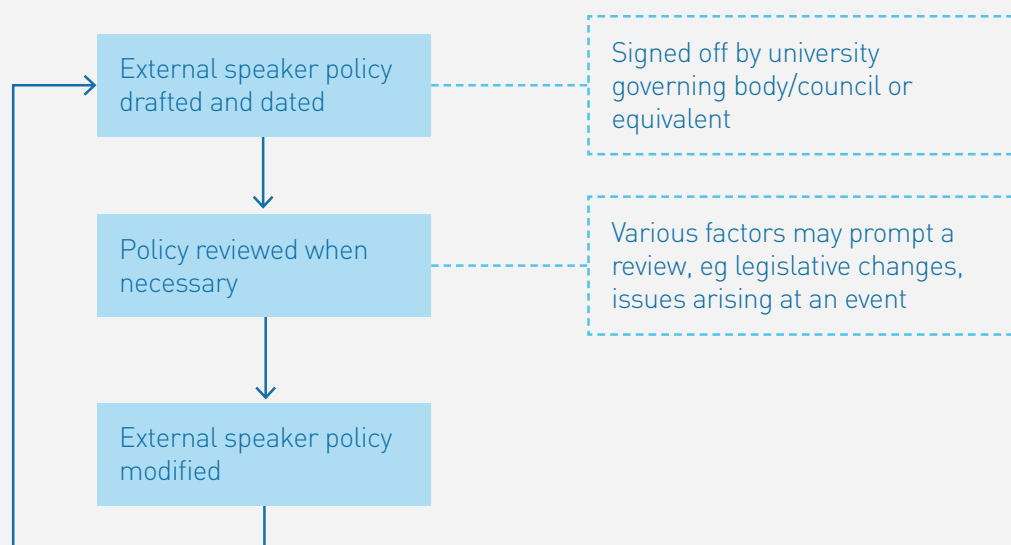 External speaker policy
drafted and dated
Signed off by university
governing body/council or
equivalent
Policy reviewed when
necessary
Various factors may prompt a
review, eg legislative changes,
issues arising at an event
External speaker policy
modified